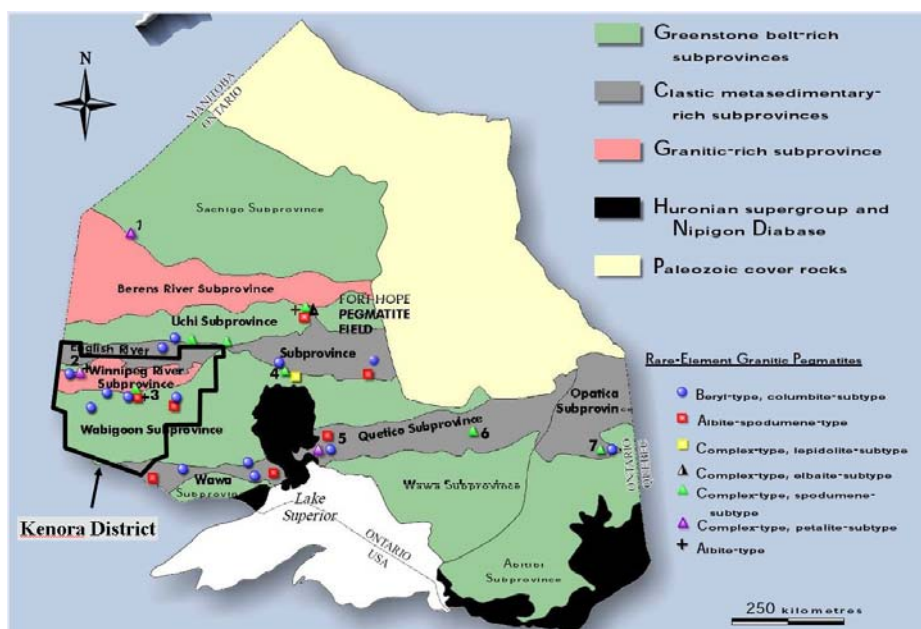 N
MANITOBA
ONTARIO
Sachigo Subprovince
1
Berens River Subprovince
FORT-HOPE
PEGMATITE
FIELD
Uchi Subprovince
English River
Subprovince
2
Winnipeg River
Subprovince
3
4
Wabigoon Subprovince
Opatica
Subprovince
5
Quetico Subprovince
6
7
ONTARIO
QUEBEC
Wawa
Subprovince
Wawa Subprovince
Kenora District
Lake
Superior
ONTARIO
USA
Abitibi
Subprovince
Greenstone belt-rich
subprovinces
Clastic metasedimentary-
rich subprovinces
Granitic-rich subprovince
Huronian supergroup and
Nipigon Diabase
Paleozoic cover rocks
Rare-Element Granitic Pegmatites
Beryl-type, columbite-subtype
Albite-spodumene-type
Complex-type, lepidolite-subtype
Complex-type, elbaite-subtype
Complex-type, spodumene-
subtype
Complex-type, petalite-subtype
Albite-type
250 kilometres